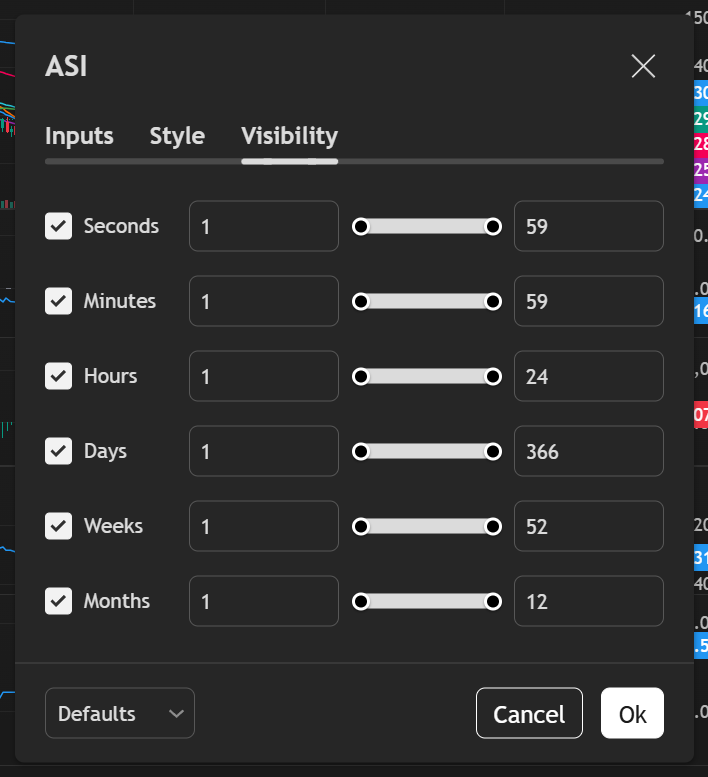 ASI
Inputs Style Visibility
Seconds 1 59
Minutes 1 59
Hours 1 24
Days 1 366
Weeks 1 52
Months 1 12
Defaults Cancel Ok